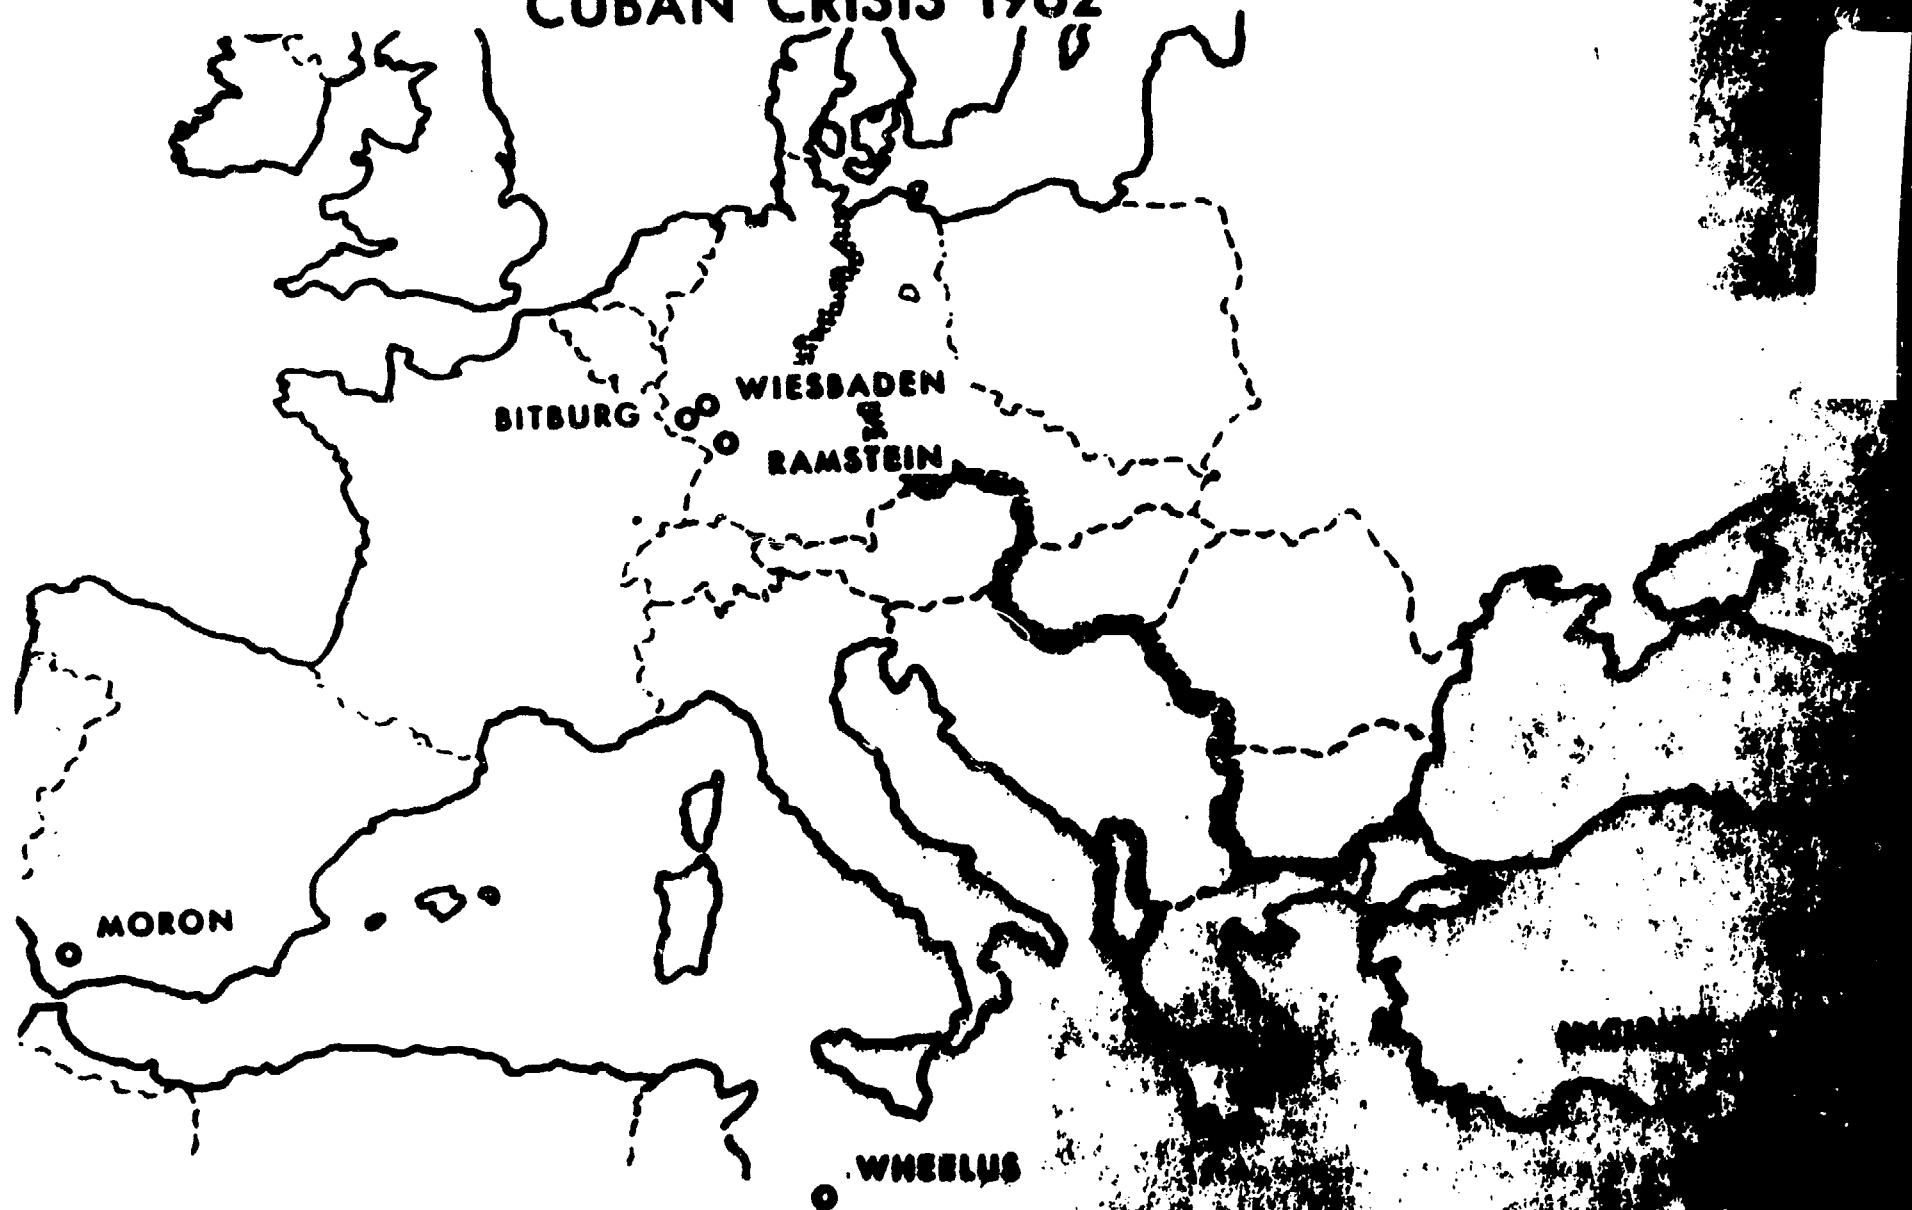 CUBAN CRISIS 1962
WIESBADEN
BITBURG
RAMSTEIN
MORON
WHEELUS